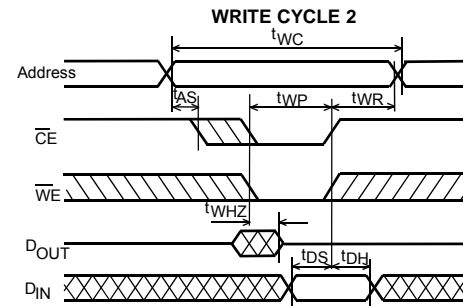 WRITE CYCLE 2
tWC
Address
tAS
tWP
tWR
CE
WE
tWHZ
DOUT
tDS
tDH
DIN